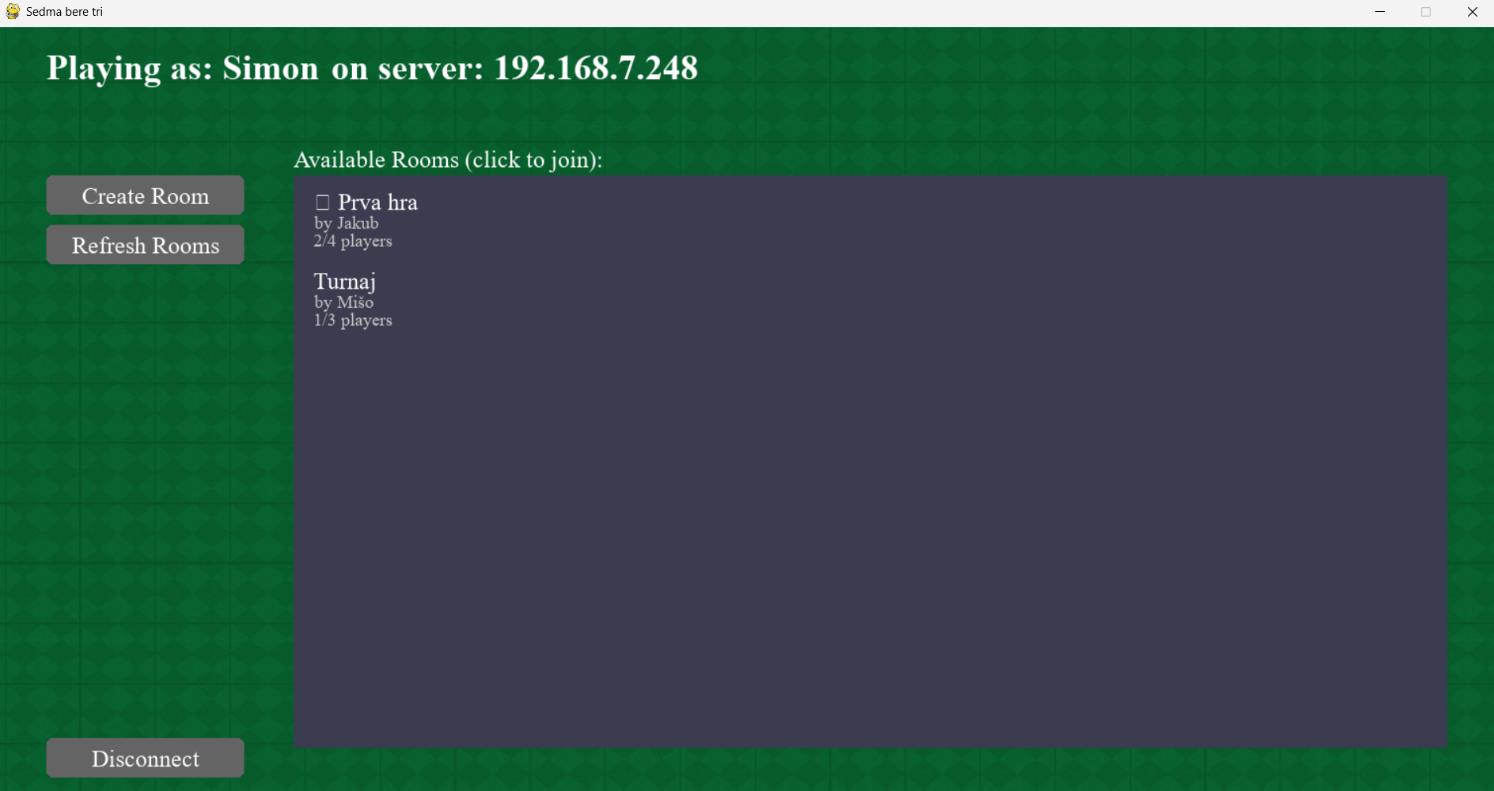 Sedma bere tri
Playing as: Simon on server: 192.168.7.248
Available Rooms (click to join):
Create Room
Refresh Rooms
□ Prva hra
by Jakub
2/4 players
Turnaj
by Mišo
1/3 players
Disconnect